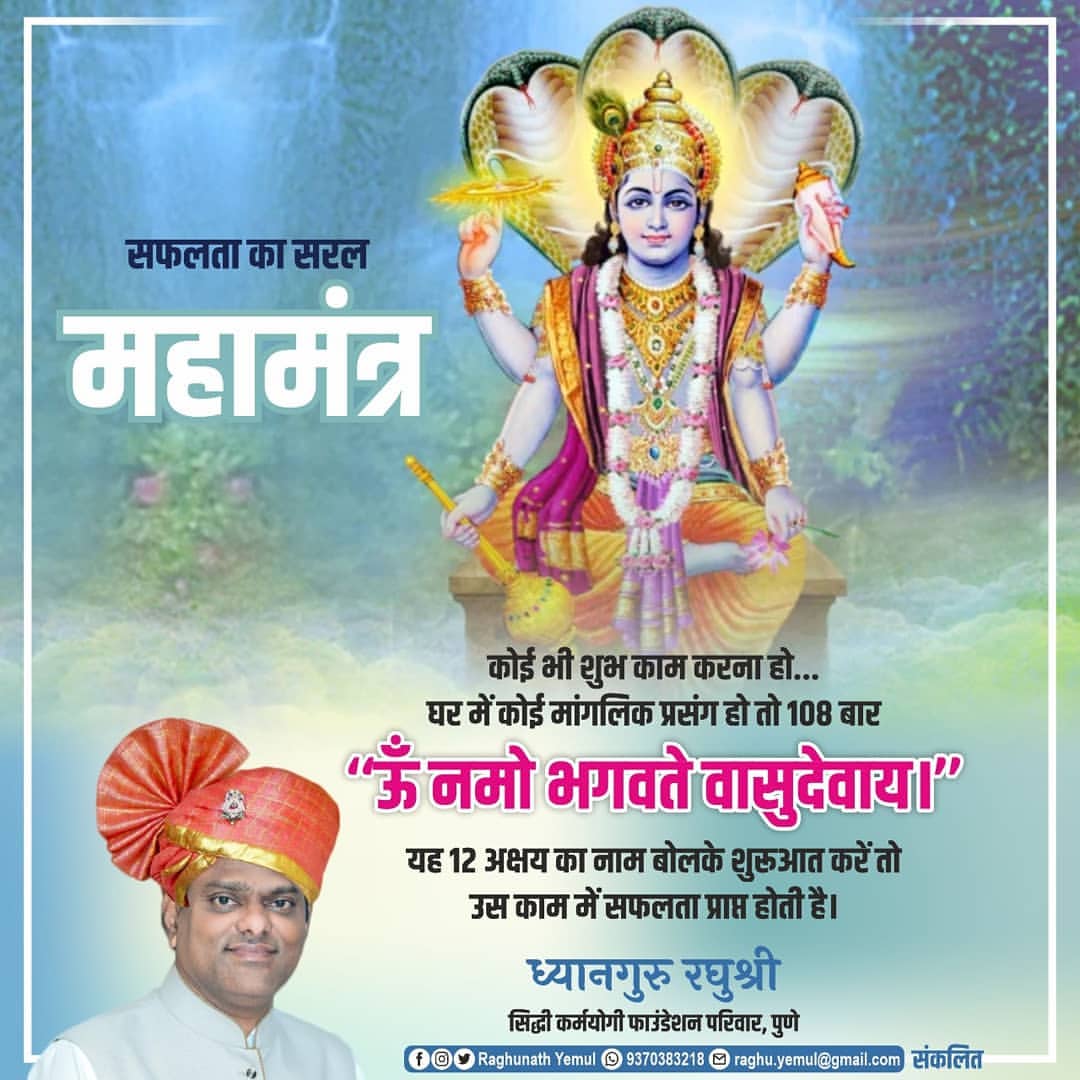 सफलता का सरल
महामंत्र
कोई भी शुभ काम करना हो...
घर में कोई मांगलिक प्रसंग हो तो 108 बार
“ऊँ नमो भगवते वासुदेवाय।”
यह 12 अक्षय का नाम बोलके शुरूआत करें तो
उस काम में सफलता प्राप्त होती है।
ध्यानगुरु रघुश्री
सिद्धी कर्मयोगी फाउंडेशन परिवार, पुणे
Raghunath Yemul 9370383218 raghu.yemul@gmail.com संकलित